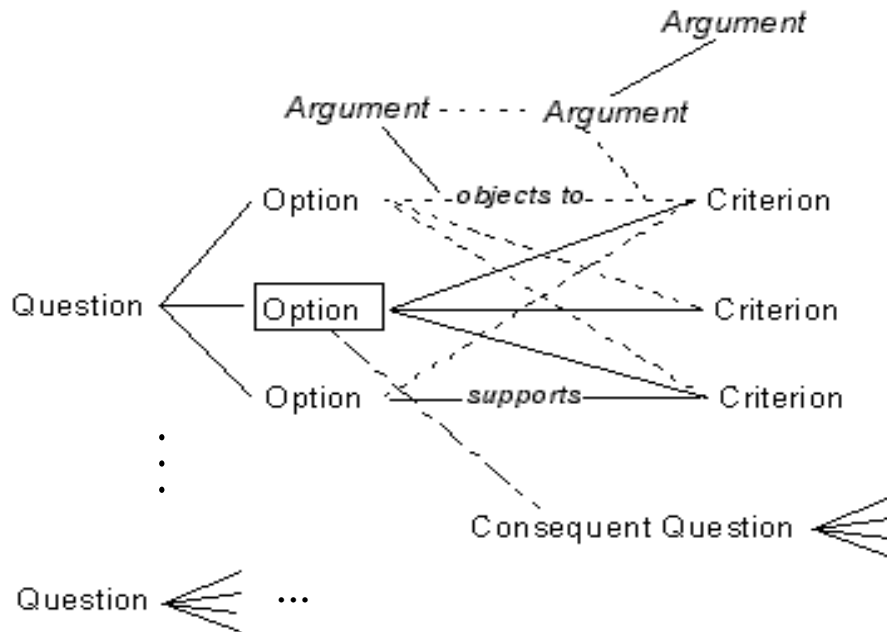 Argument
Argument Argument
Option objects to Criterion
Question Option Criterion
Option supports Criterion
Consequent Question
Question ...